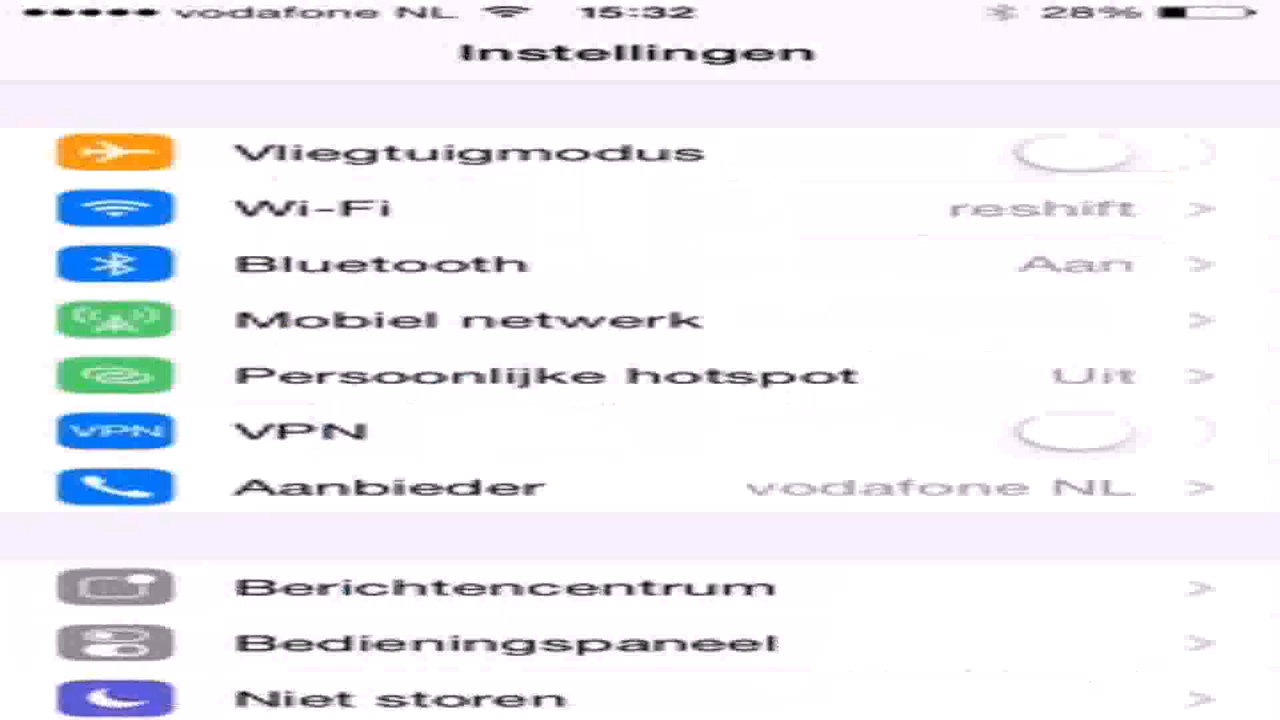 vodafone NL 15:32 28%
Instellingen
Vliegtuigmodus
Wi-Fi reshift
Bluetooth Aan
Mobiel netwerk
Persoonlijke hotspot Uit
VPN VPN
Aanbieder vodafone NL
Berichtencentrum
Bedieningspaneel
Niet storen